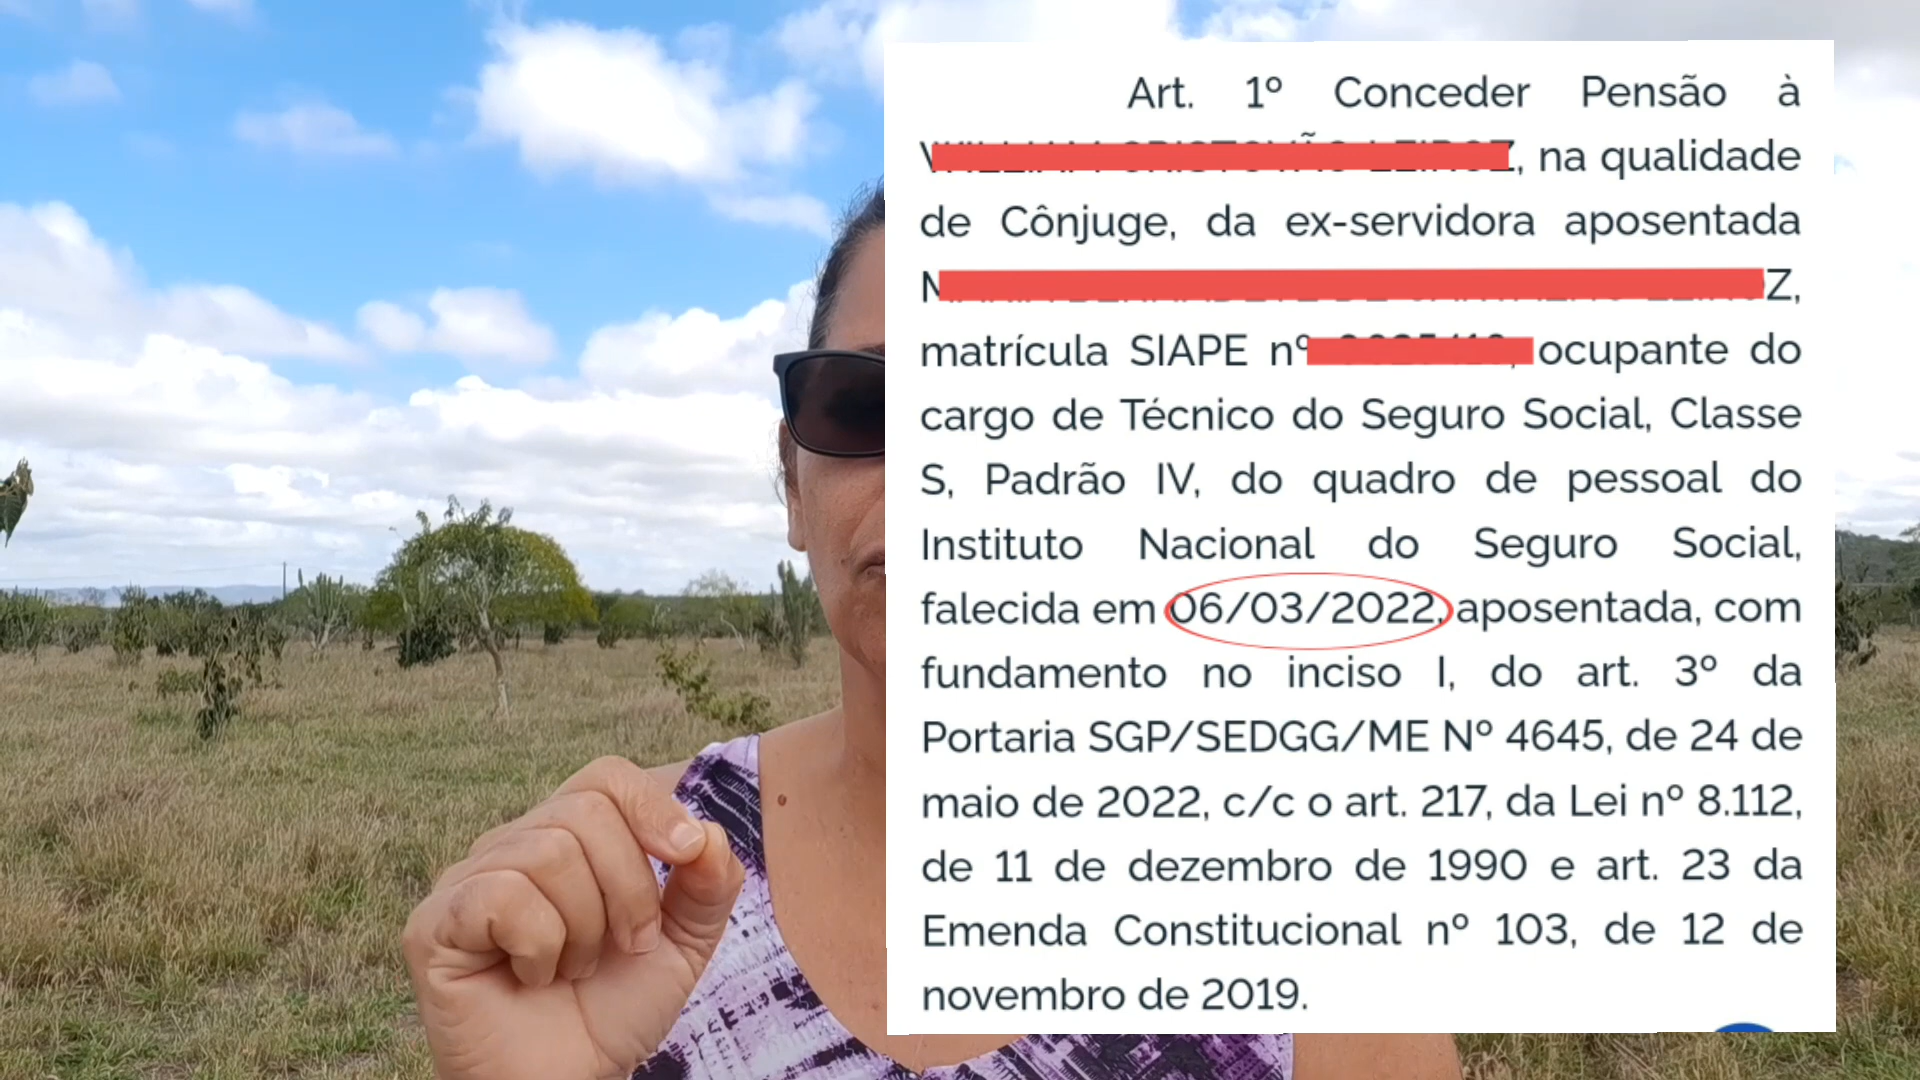 Art. 1º Conceder Pensão à
, na qualidade
de Cônjuge, da ex-servidora aposentada
Z,
matrícula SIAPE nº ocupante do
cargo de Técnico do Seguro Social, Classe
S, Padrão IV, do quadro de pessoal do
Instituto Nacional do Seguro Social,
falecida em 06/03/2022, aposentada, com
fundamento no inciso I, do art. 3º da
Portaria SGP/SEDGG/ME Nº 4645, de 24 de
maio de 2022, c/c o art. 217, da Lei nº 8.112,
de 11 de dezembro de 1990 e art. 23 da
Emenda Constitucional nº 103, de 12 de
novembro de 2019.